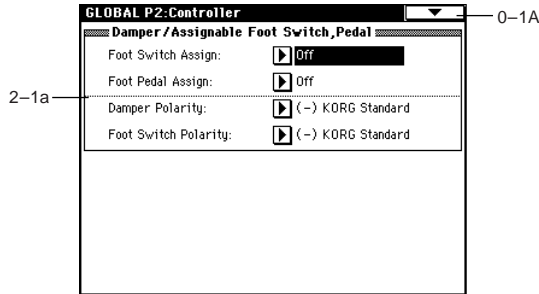 GLOBAL P2:Controller
0–1A
Damper/Assignable Foot Switch,Pedal
Foot Switch Assign: Off
Foot Pedal Assign: Off
2–1a
Damper Polarity: (-) KORG Standard
Foot Switch Polarity: (-) KORG Standard